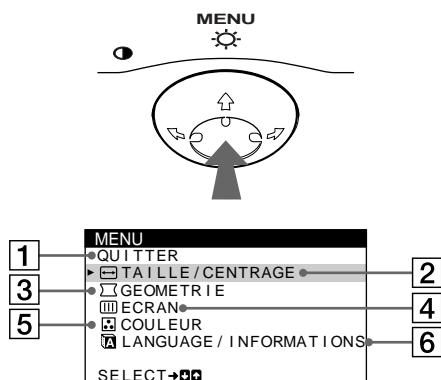 MENU
MENU
1 QUITTER
TAILLE/CENTRAGE 2
3 GEOMETRIE
ECRAN 4
5 COULEUR
A LANGUAGE/INFORMATIONS 6
SELECT→